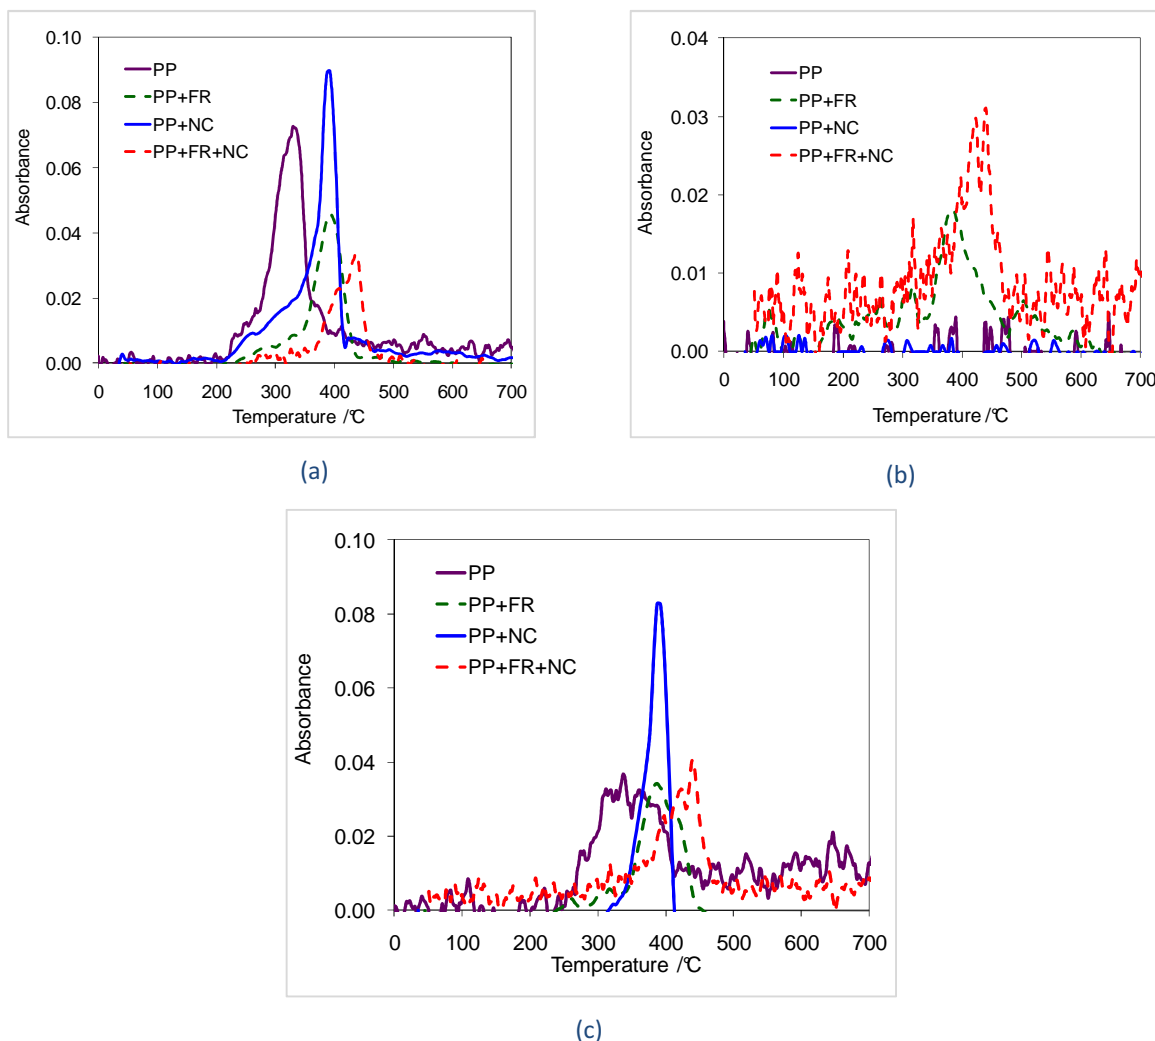 0.10
0.08
0.06
0.04
0.02
0.00
Absorbance
PP
PP+FR
PP+NC
PP+FR+NC
0 100 200 300 400 500 600 700
Temperature /°C
(a)
0.04
0.03
0.02
0.01
0.00
Absorbance
PP
PP+FR
PP+NC
PP+FR+NC
0 100 200 300 400 500 600 700
Temperature /°C
(b)
0.10
0.08
0.06
0.04
0.02
0.00
Absorbance
PP
PP+FR
PP+NC
PP+FR+NC
0 100 200 300 400 500 600 700
Temperature /°C
(c)